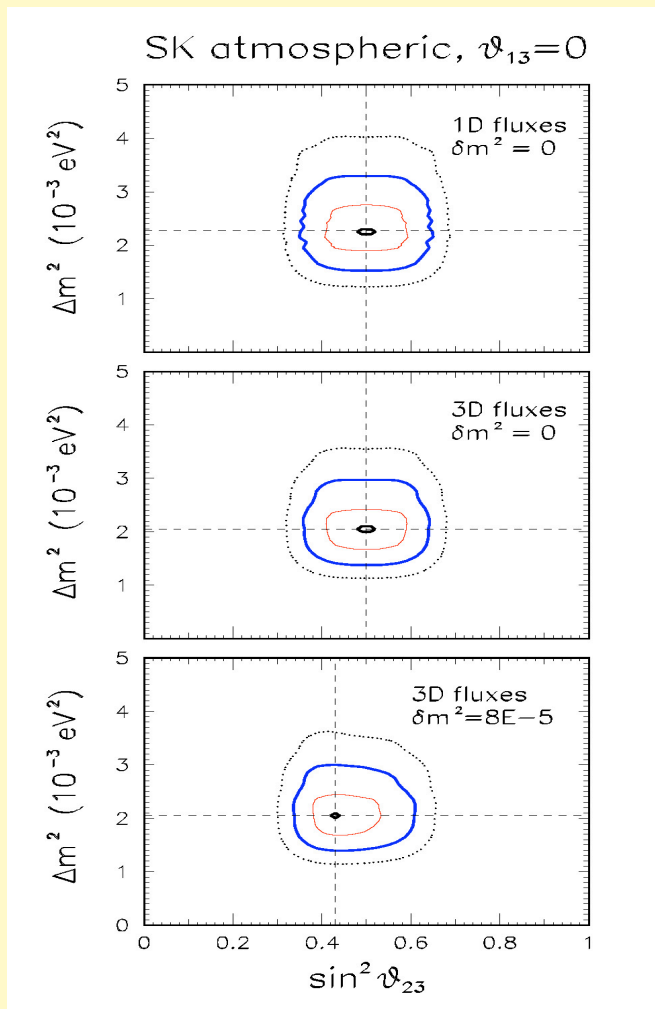 SK atmospheric, ϑ₁₃=0
5
4
3
2
1
Δm² (10⁻³ eV²)
1D fluxes
δm² = 0
5
4
3
2
1
Δm² (10⁻³ eV²)
3D fluxes
δm² = 0
5
4
3
2
1
0
Δm² (10⁻³ eV²)
3D fluxes
δm²=8E−5
0 0.2 0.4 0.6 0.8 1
sin² ϑ₂₃